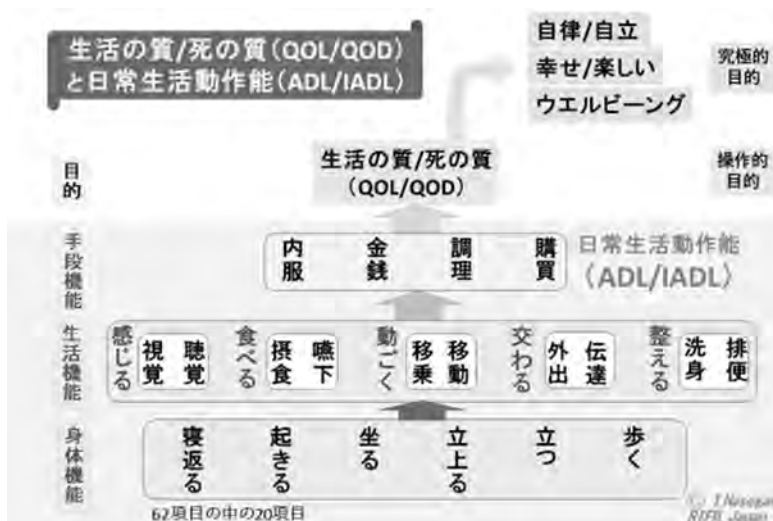 生活の質/死の質(QOL/QOD)
と日常生活動作能(ADL/IADL)
自律/自立
幸せ/楽しい
ウエルビーング
究極的
目的
目的
生活の質/死の質
(QOL/QOD)
操作的
目的
手段機能
内服
金銭
調理
購買
日常生活動作能
(ADL/IADL)
生活機能
感じる
視覚
聴覚
食べる
摂食
嚥下
動ごく
移乗
移動
交わる
外出
伝達
整える
洗身
排便
身体機能
寝返る
起きる
坐る
立上る
立つ
歩く
62項目の中の20項目